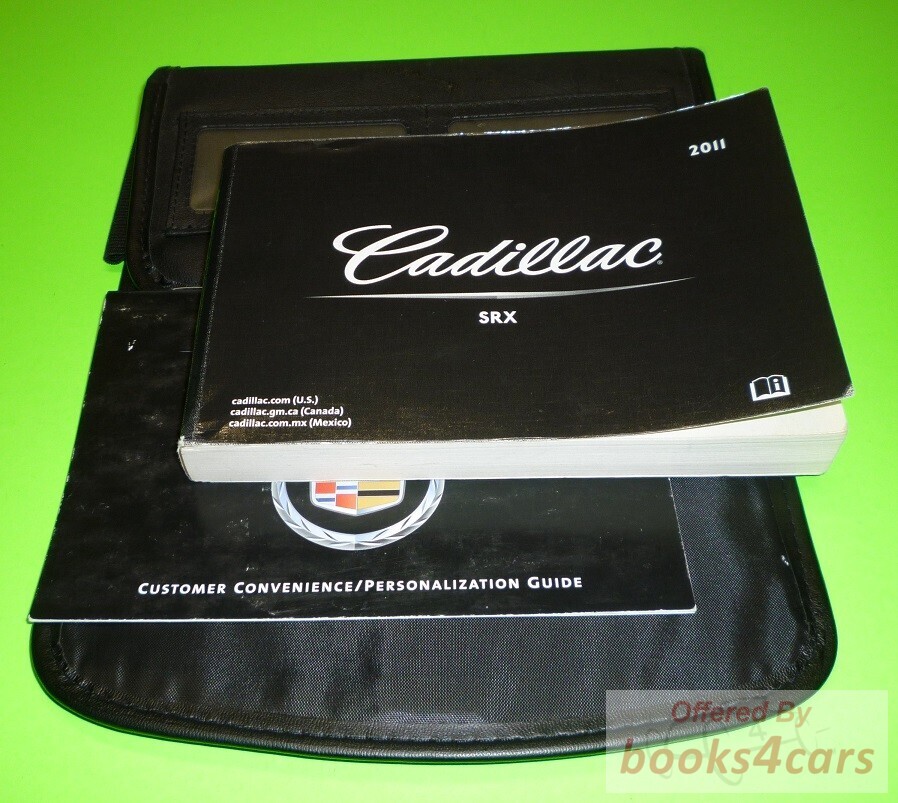 2011
Cadillac
SRX
cadillac.com (U.S.)
cadillac.gm.ca (Canada)
cadillac.com.mx (Mexico)
CUSTOMER CONVENIENCE/PERSONALIZATION GUIDE
Offered By
books4cars